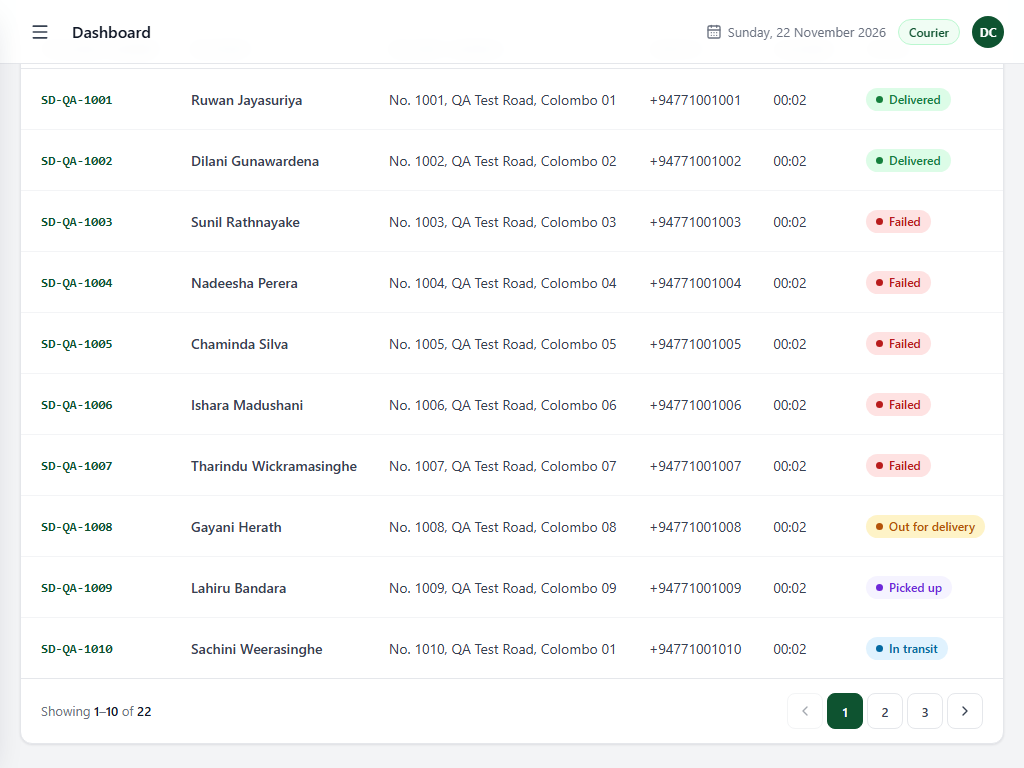 Dashboard
Sunday, 22 November 2026
Courier
DC
SD-QA-1001 Ruwan Jayasuriya No. 1001, QA Test Road, Colombo 01 +94771001001 00:02 Delivered
SD-QA-1002 Dilani Gunawardena No. 1002, QA Test Road, Colombo 02 +94771001002 00:02 Delivered
SD-QA-1003 Sunil Rathnayake No. 1003, QA Test Road, Colombo 03 +94771001003 00:02 Failed
SD-QA-1004 Nadeesha Perera No. 1004, QA Test Road, Colombo 04 +94771001004 00:02 Failed
SD-QA-1005 Chaminda Silva No. 1005, QA Test Road, Colombo 05 +94771001005 00:02 Failed
SD-QA-1006 Ishara Madushani No. 1006, QA Test Road, Colombo 06 +94771001006 00:02 Failed
SD-QA-1007 Tharindu Wickramasinghe No. 1007, QA Test Road, Colombo 07 +94771001007 00:02 Failed
SD-QA-1008 Gayani Herath No. 1008, QA Test Road, Colombo 08 +94771001008 00:02 Out for delivery
SD-QA-1009 Lahiru Bandara No. 1009, QA Test Road, Colombo 09 +94771001009 00:02 Picked up
SD-QA-1010 Sachini Weerasinghe No. 1010, QA Test Road, Colombo 01 +94771001010 00:02 In transit
Showing 1–10 of 22
1 2 3